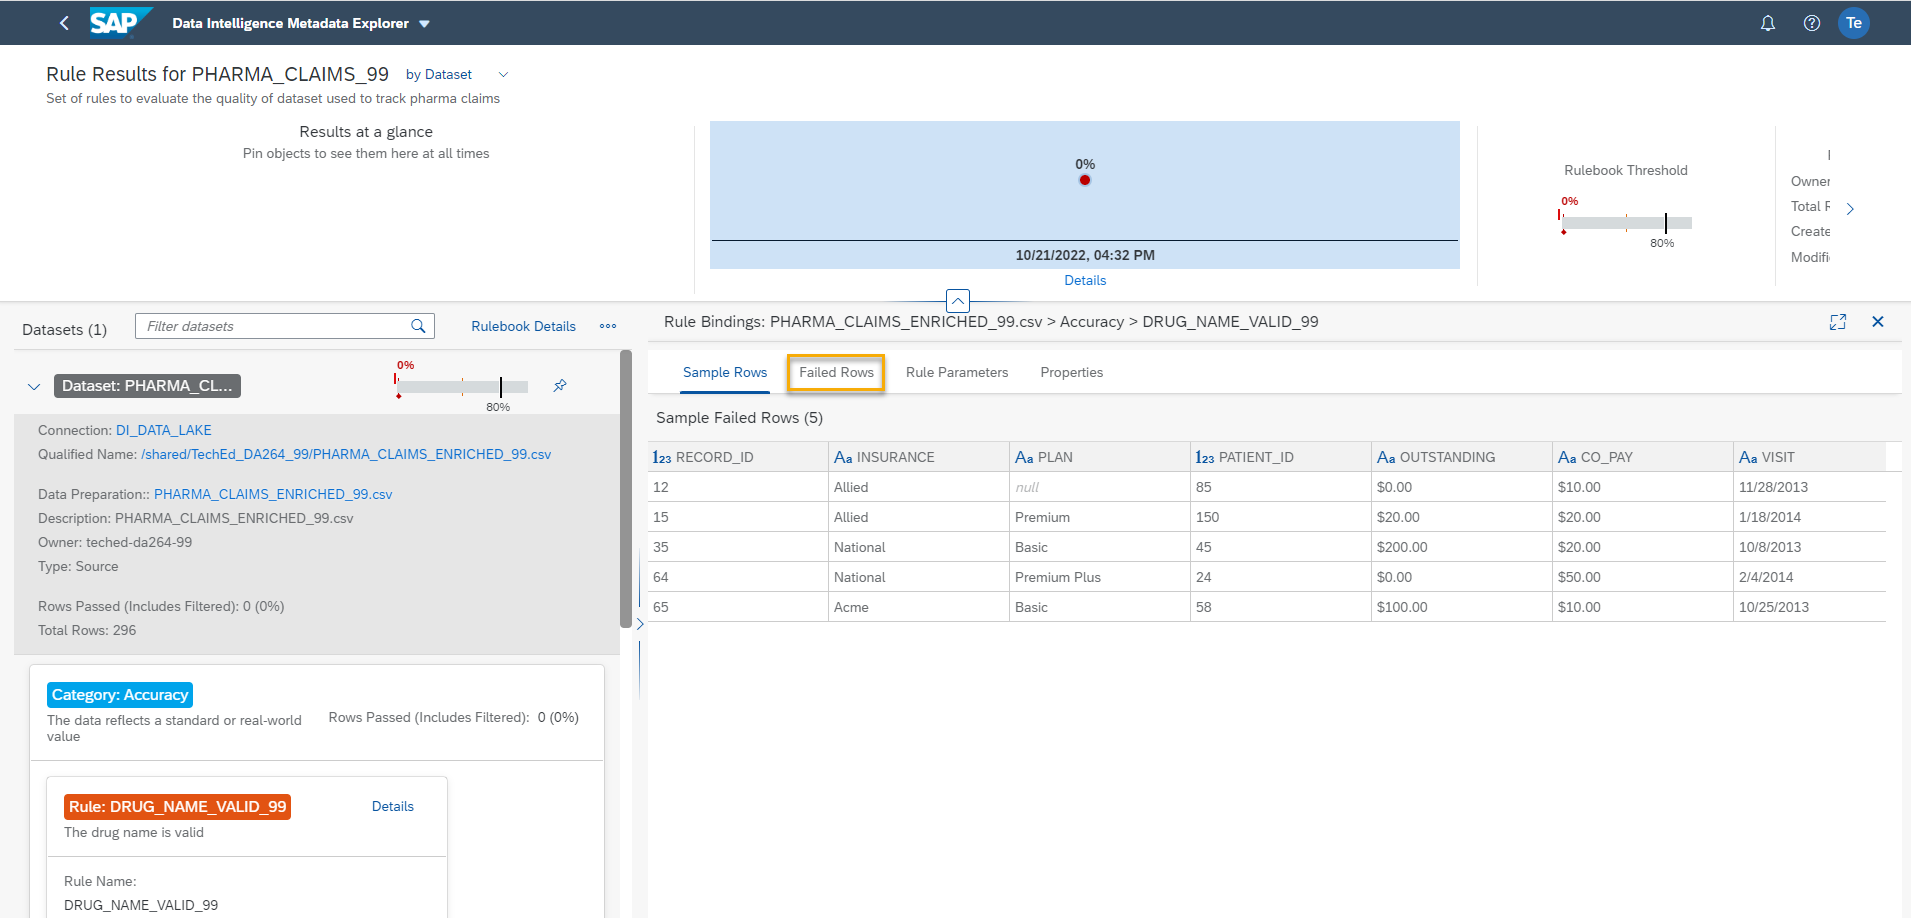 SAP Data Intelligence Metadata Explorer
Te
Rule Results for PHARMA_CLAIMS_99 by Dataset
Set of rules to evaluate the quality of dataset used to track pharma claims
Results at a glance
Pin objects to see them here at all times
0%
10/21/2022, 04:32 PM
Details
Rulebook Threshold
0%
80%
Owner
Total R
Create
Modifi
Datasets (1)
Filter datasets
Rulebook Details
Dataset: PHARMA_CL...
0%
80%
Connection: DI_DATA_LAKE
Qualified Name: /shared/TechEd_DA264_99/PHARMA_CLAIMS_ENRICHED_99.csv
Data Preparation:: PHARMA_CLAIMS_ENRICHED_99.csv
Description: PHARMA_CLAIMS_ENRICHED_99.csv
Owner: teched-da264-99
Type: Source
Rows Passed (Includes Filtered): 0 (0%)
Total Rows: 296
Category: Accuracy
The data reflects a standard or real-world
value
Rows Passed (Includes Filtered): 0 (0%)
Rule: DRUG_NAME_VALID_99
Details
The drug name is valid
Rule Name:
DRUG_NAME_VALID_99
Rule Bindings: PHARMA_CLAIMS_ENRICHED_99.csv > Accuracy > DRUG_NAME_VALID_99
Sample Rows Failed Rows Rule Parameters Properties
Sample Failed Rows (5)
123 RECORD_ID Aa INSURANCE Aa PLAN 123 PATIENT_ID Aa OUTSTANDING Aa CO_PAY Aa VISIT
12 Allied null 85 $0.00 $10.00 11/28/2013
15 Allied Premium 150 $20.00 $20.00 1/18/2014
35 National Basic 45 $200.00 $20.00 10/8/2013
64 National Premium Plus 24 $0.00 $50.00 2/4/2014
65 Acme Basic 58 $100.00 $10.00 10/25/2013